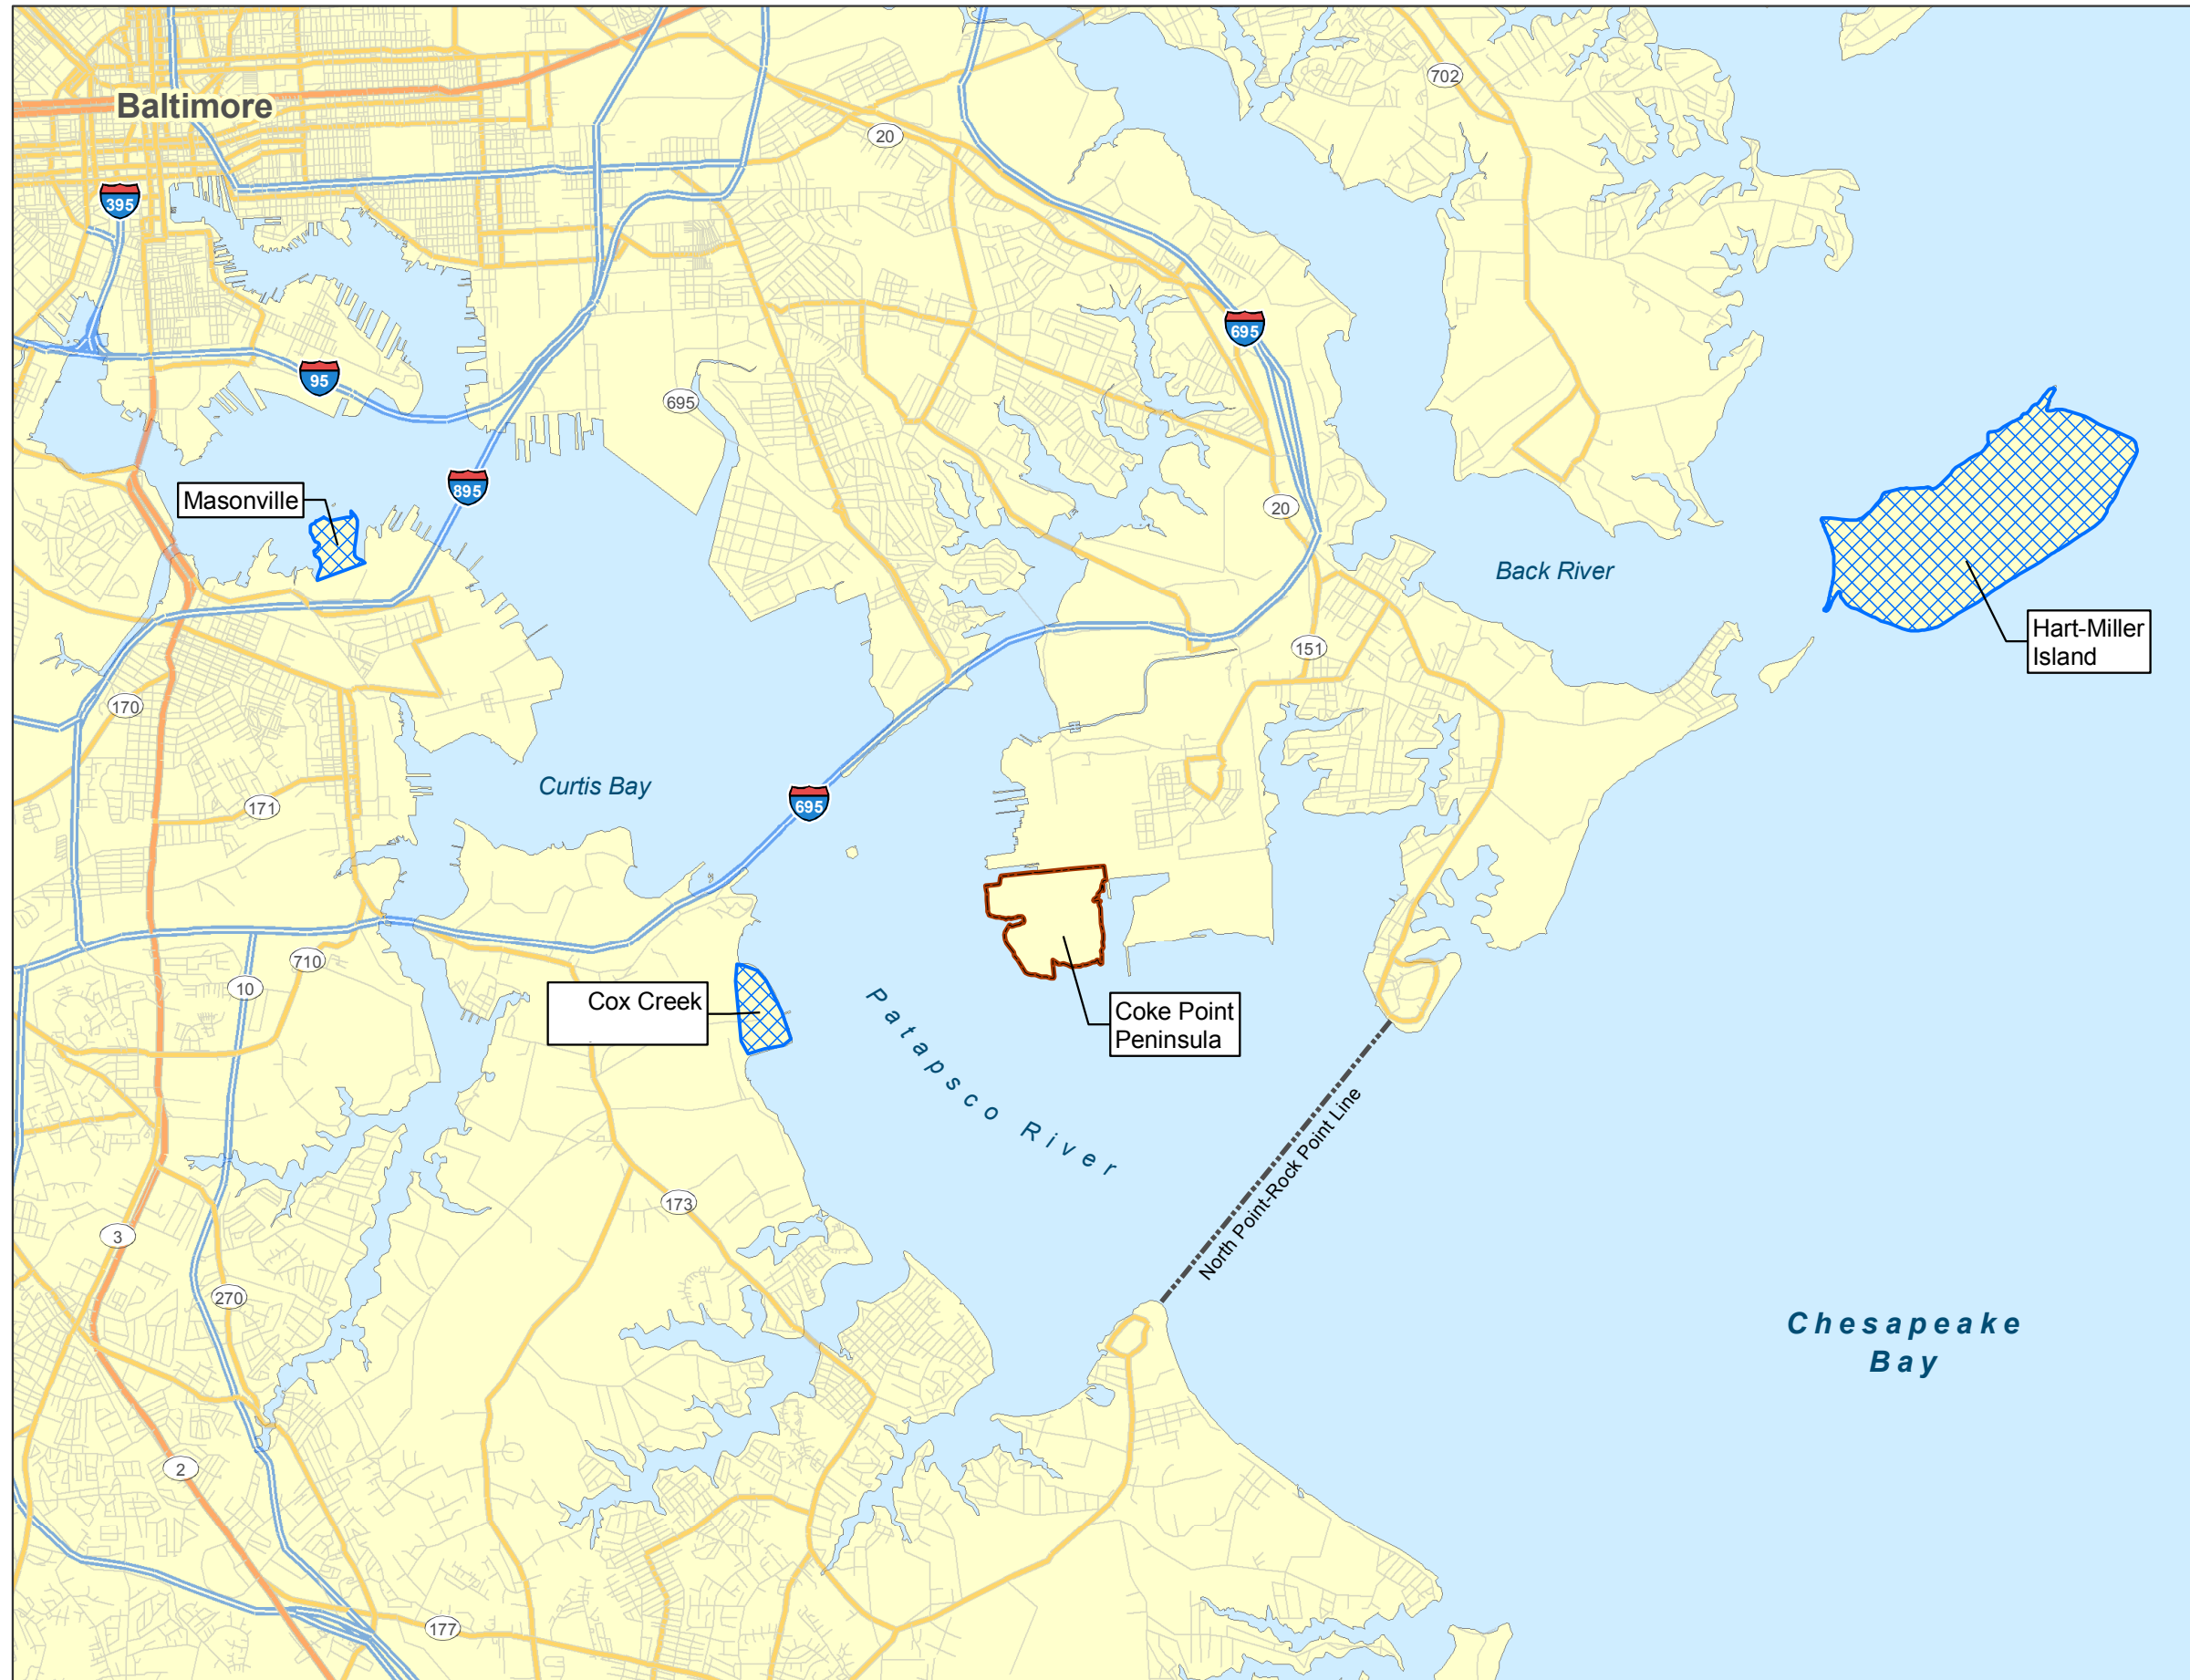 702
Baltimore
20
395
695
95
695
895
Masonville
20
Back River
Hart-Miller
Island
151
170
Curtis Bay
695
171
710
10
Cox Creek
Coke Point
Peninsula
Patapsco River
North Point-Rock Point Line
173
3
270
Chesapeake
Bay
2
177